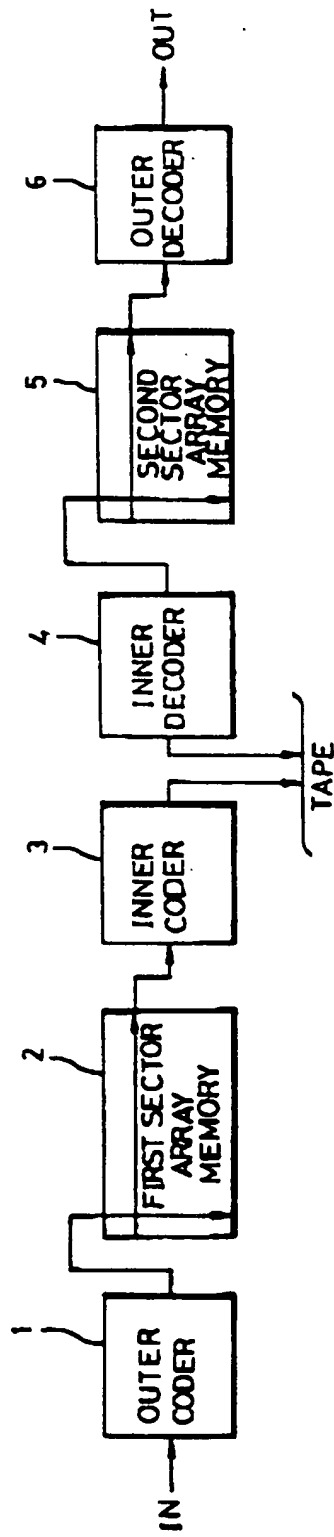 IN
1
OUTER
CODER
2
FIRST SECTOR
ARRAY
MEMORY
3
INNER
CODER
TAPE
4
INNER
DECODER
5
SECOND
SECTOR
ARRAY
MEMORY
6
OUTER
DECODER
OUT